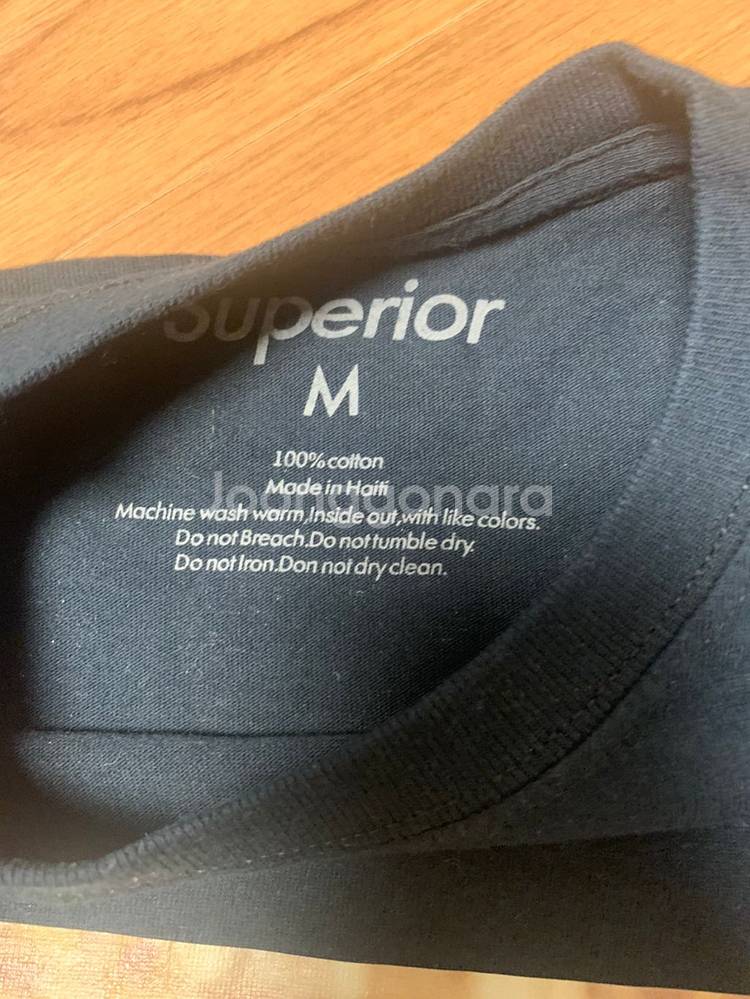 Superior
M
100% cotton
Made in Haiti
Joonggonara
Machine wash warm,Inside out,with like colors.
Do not Breach.Do not tumble dry.
Do not Iron.Don not dry clean.